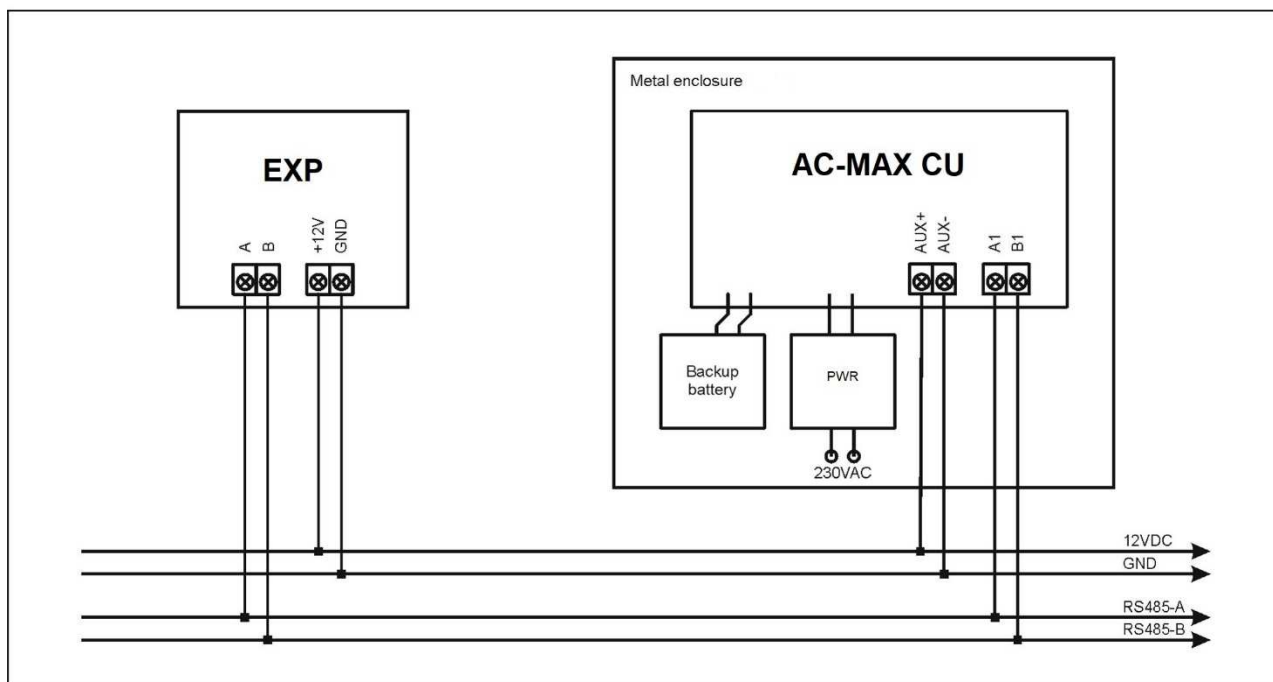 Metal enclosure
EXP
A
B
+12V
GND
AC-MAX CU
AUX+
AUX-
A1
B1
Backup
battery
PWR
230VAC
12VDC
GND
RS485-A
RS485-B